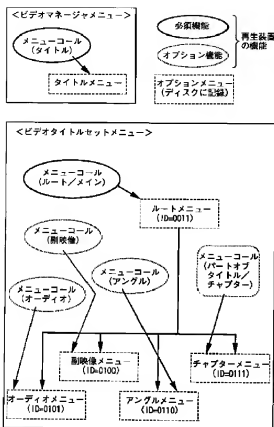 <ビデオマネージャメニュー>
メニューコール
(タイトル)
タイトルメニュー
必須機能
オプション機能
再生装置
の機能
オプションメニュー
(ディスクに記録)
<ビデオタイトルセットメニュー>
メニューコール
(ルート/メイン)
ルートメニュー
(ID=0011)
メニューコール
(副映像)
メニューコール
(アングル)
メニューコール
(パートオブ
タイトル/
チャプター)
メニューコール
(オーディオ)
副映像メニュー
(ID=0100)
チャプターメニュー
(ID=0111)
オーディオメニュー
(ID=0101)
アングルメニュー
(ID=0110)